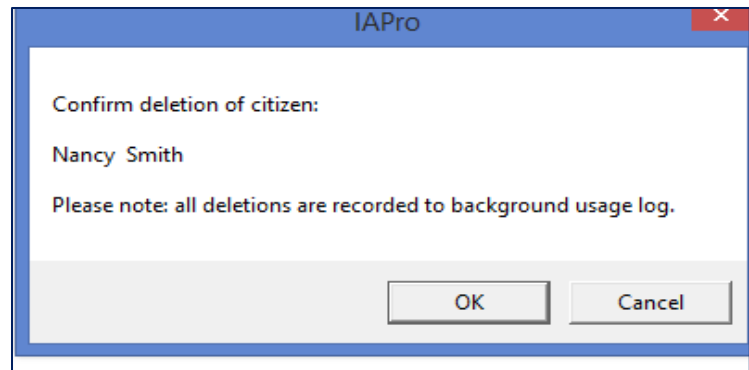 IAPro
Confirm deletion of citizen:
Nancy  Smith
Please note: all deletions are recorded to background usage log.
OK
Cancel